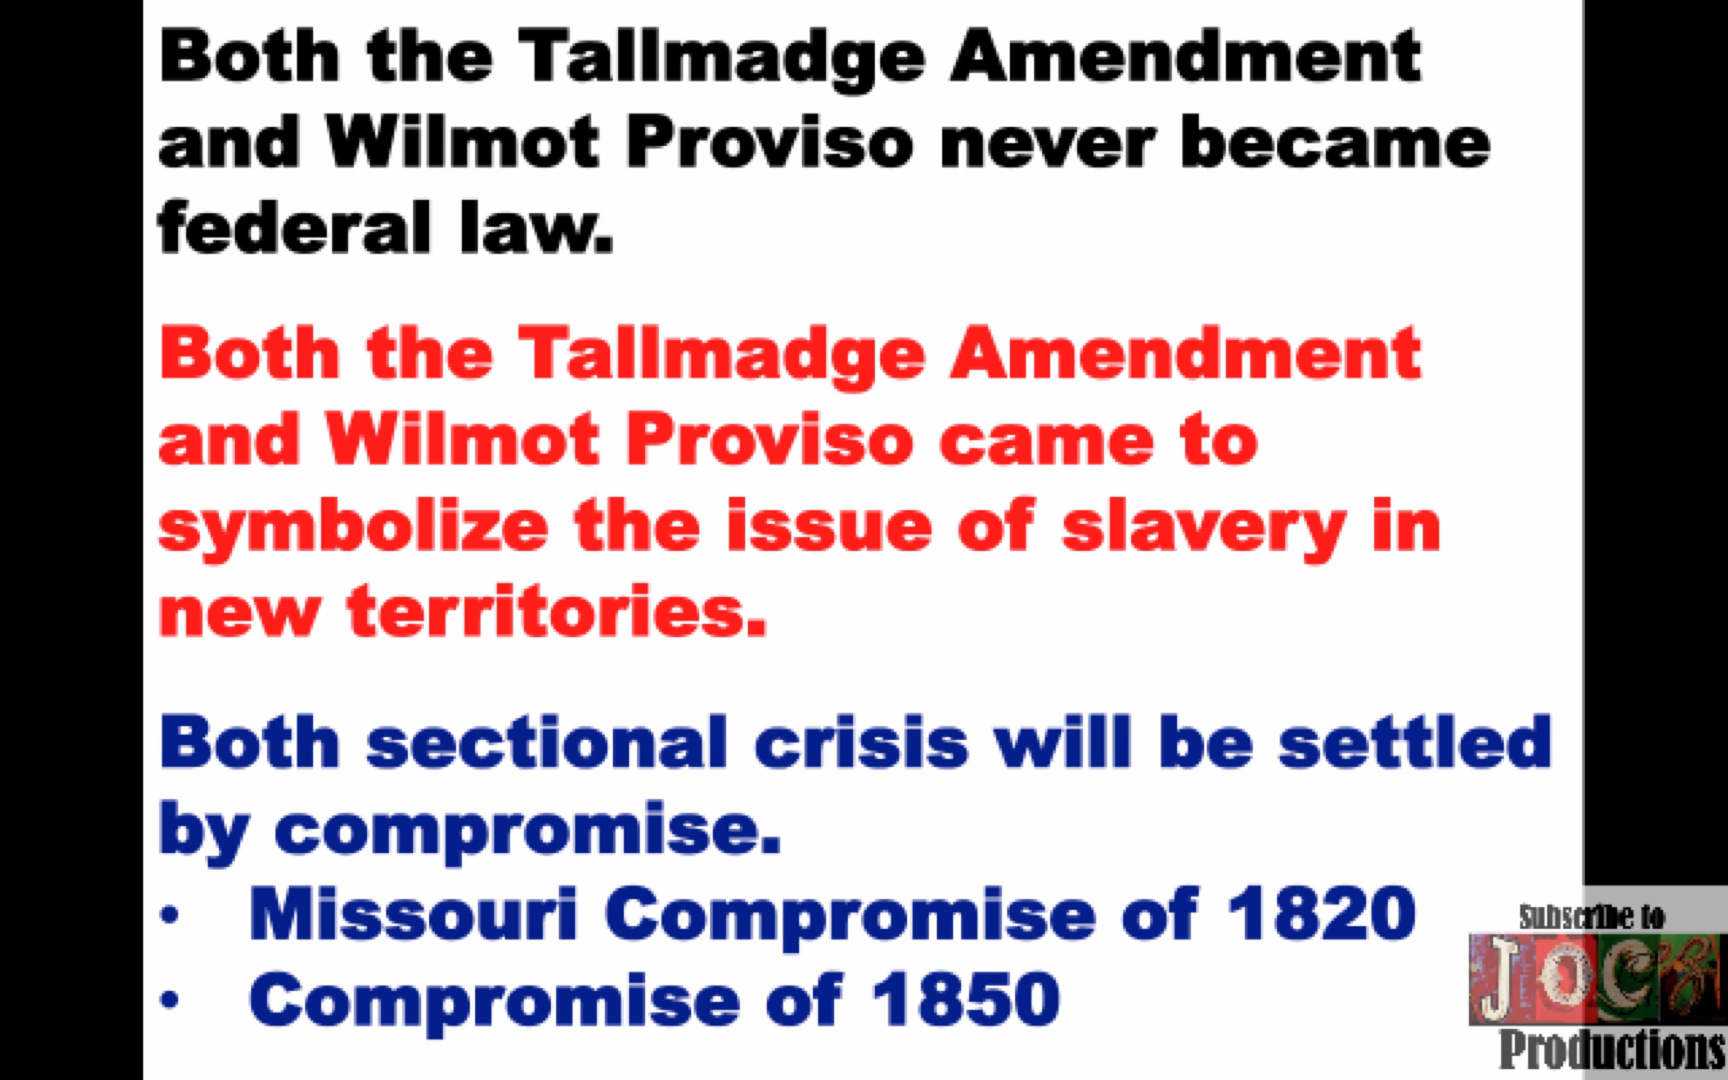 Both the Tallmadge Amendment
and Wilmot Proviso never became
federal law.
Both the Tallmadge Amendment
and Wilmot Proviso came to
symbolize the issue of slavery in
new territories.
Both sectional crisis will be settled
by compromise.
• Missouri Compromise of 1820
• Compromise of 1850
Subscribe to
JOCZ
Productions